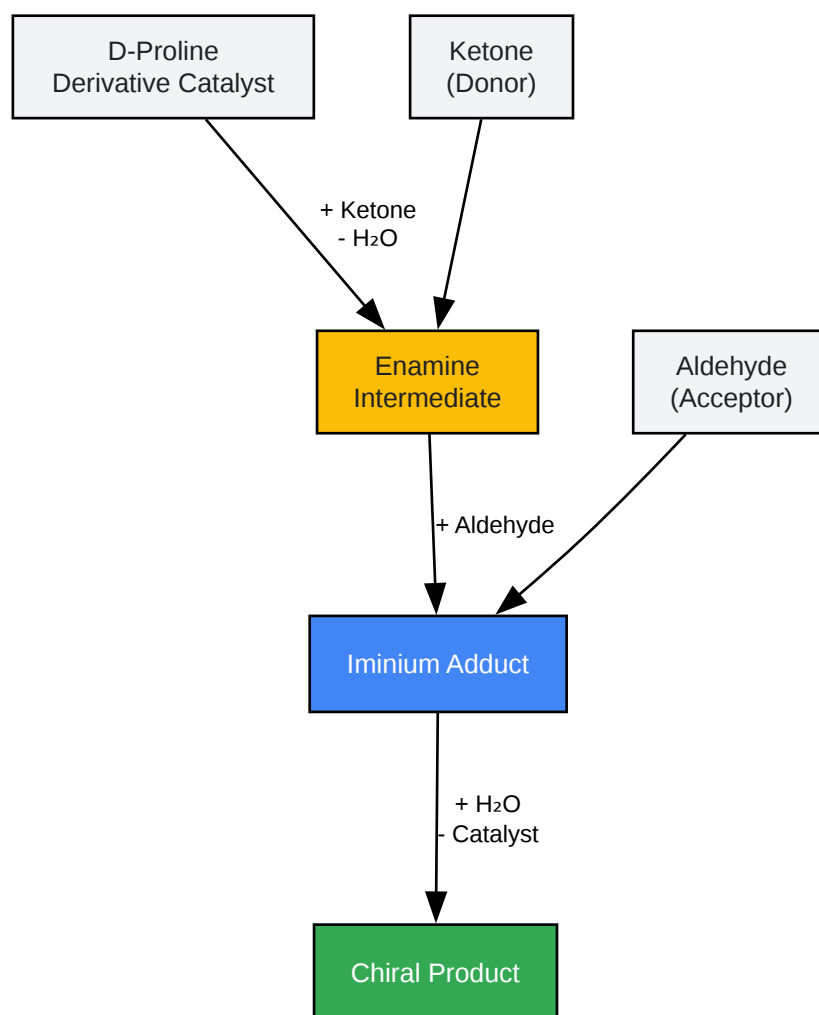 D-Proline
Derivative Catalyst
Ketone
(Donor)
+ Ketone
- H₂O
Enamine
Intermediate
Aldehyde
(Acceptor)
+ Aldehyde
Iminium Adduct
+ H₂O
- Catalyst
Chiral Product